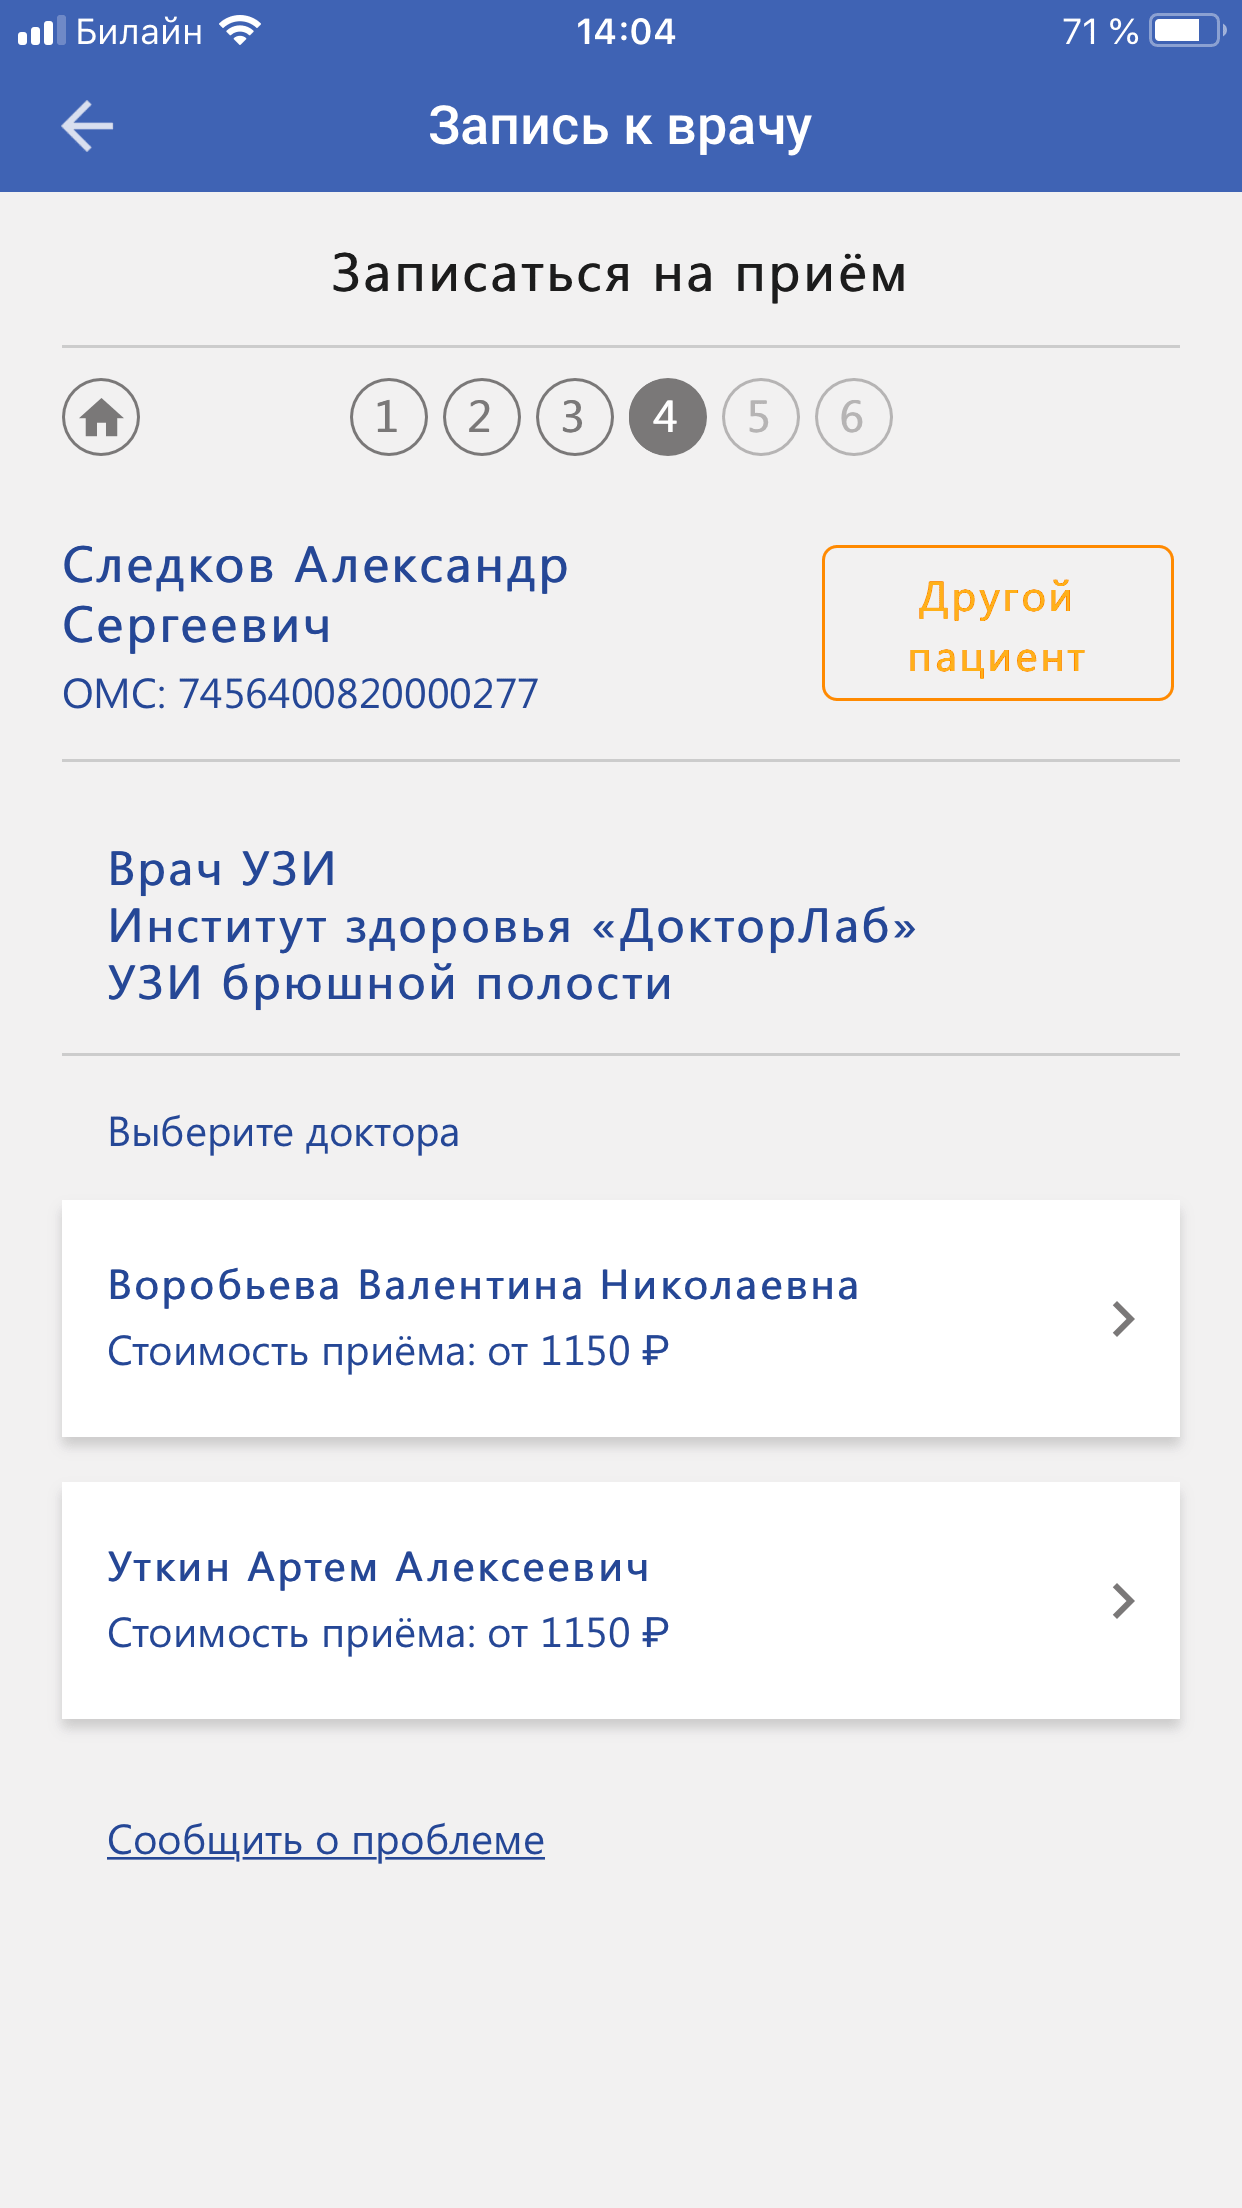 Билайн 14:04 71 %
Запись к врачу
Записаться на приём
1 2 3 4 5 6
Следков Александр
Сергеевич
ОМС: 7456400820000277
Другой
пациент
Врач УЗИ
Институт здоровья «ДокторЛаб»
УЗИ брюшной полости
Выберите доктора
Воробьева Валентина Николаевна
Стоимость приёма: от 1150 ₽
Уткин Артем Алексеевич
Стоимость приёма: от 1150 ₽
Сообщить о проблеме